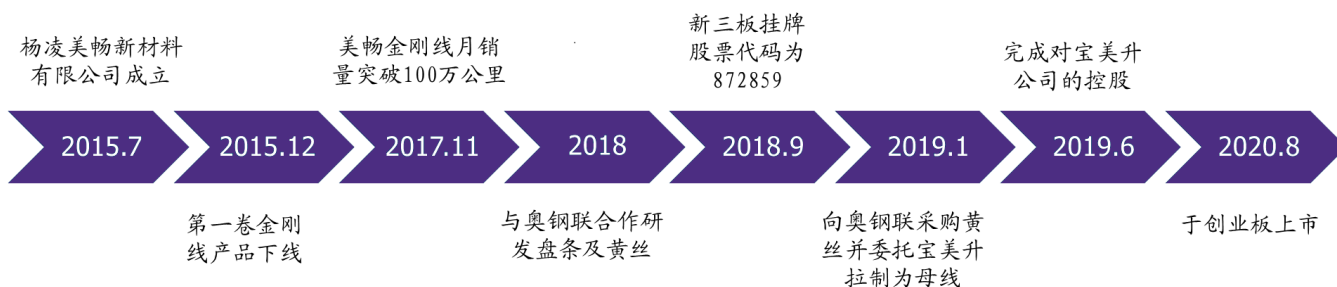 杨凌美畅新材料
有限公司成立
美畅金刚线月销
量突破100万公里
新三板挂牌
股票代码为
872859
完成对宝美升
公司的控股
2015.7
2015.12
2017.11
2018
2018.9
2019.1
2019.6
2020.8
第一卷金刚
线产品下线
与奥钢联合作研
发盘条及黄丝
向奥钢联采购黄
丝并委托宝美升
拉制为母线
于创业板上市